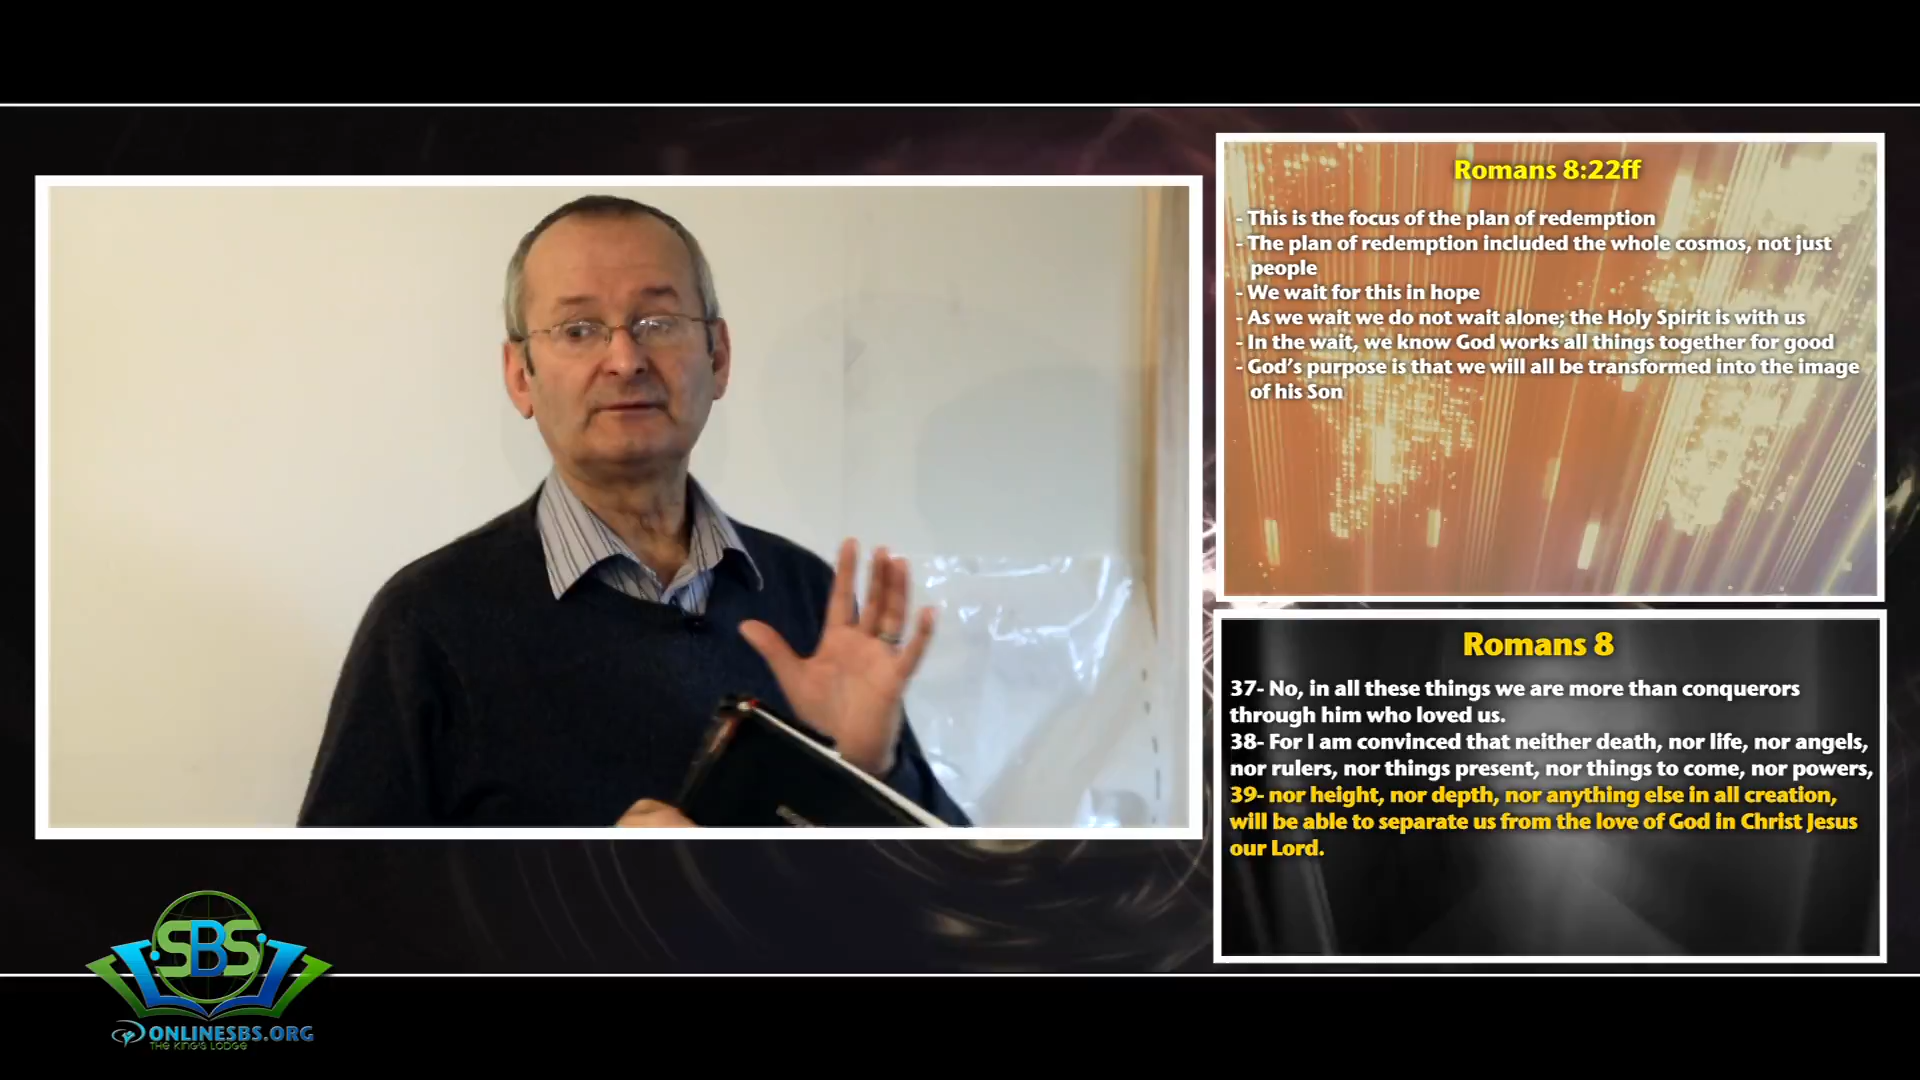 Romans 8:22ff
- This is the focus of the plan of redemption
- The plan of redemption included the whole cosmos, not just
people
- We wait for this in hope
- As we wait we do not wait alone; the Holy Spirit is with us
- In the wait, we know God works all things together for good
- God's purpose is that we will all be transformed into the image
of his Son
Romans 8
37- No, in all these things we are more than conquerors
through him who loved us.
38- For I am convinced that neither death, nor life, nor angels,
nor rulers, nor things present, nor things to come, nor powers,
39- nor height, nor depth, nor anything else in all creation,
will be able to separate us from the love of God in Christ Jesus
our Lord.
SBS
ONLINESBS.ORG
THE KING'S LODGE